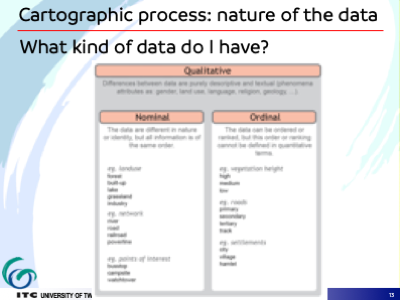 Cartographic process: nature of the data
What kind of data do I have?
Qualitative
Differences between data are purely descriptive and textual (phenomena
attributes as: gender, land use, language, religion, geology, ...)
Nominal
The data are different in nature
or identity, but all information is of
the same order.
eg. landuse
forest
built-up
lake
grassland
industry
eg. network
river
road
railroad
powerline
eg. points of interest
busstop
campsite
watchtower
Ordinal
The data can be ordered or
ranked, but this order or ranking
cannot be defined in quantitative
terms.
eg. vegetation height
high
medium
low
eg. roads
primary
secondary
tertiary
track
eg. settlements
city
village
hamlet
ITC UNIVERSITY OF TW
13